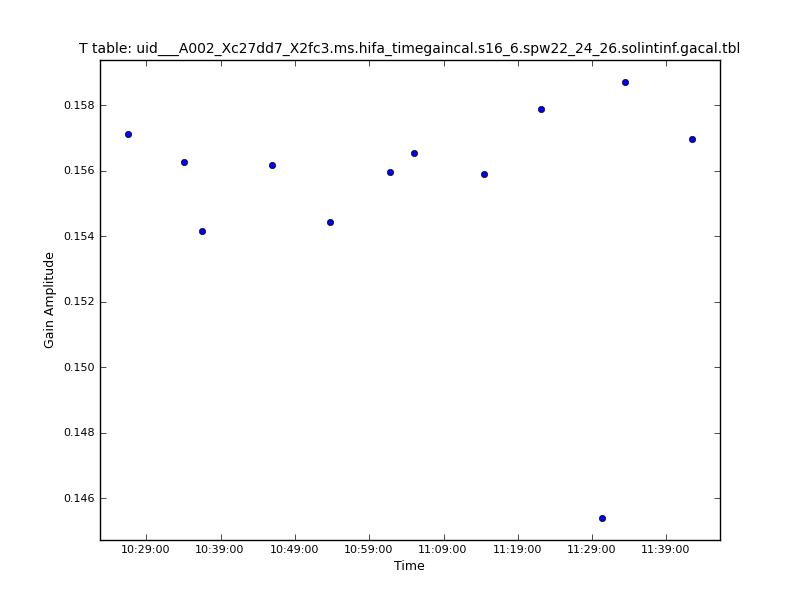 T table: uid___A002_Xc27dd7_X2fc3.ms.hifa_timegaincal.s16_6.spw22_24_26.solintinf.gacal.tbl
0.158
0.156
0.154
0.152
0.150
0.148
0.146
Gain Amplitude
10:29:00 10:39:00 10:49:00 10:59:00 11:09:00 11:19:00 11:29:00 11:39:00
Time